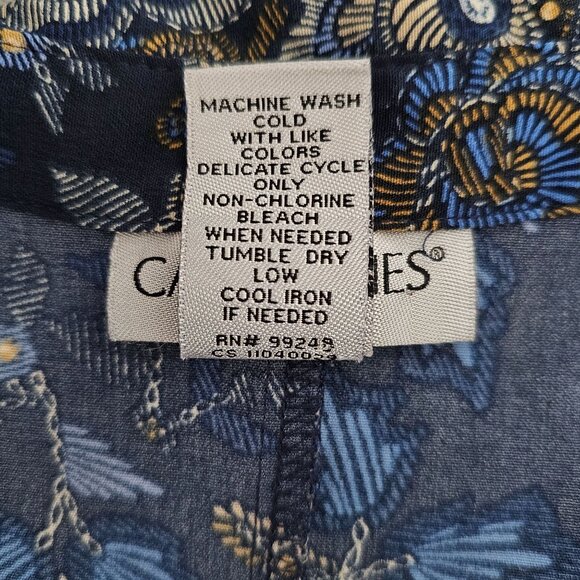 MACHINE WASH
COLD
WITH LIKE
COLORS
DELICATE CYCLE
ONLY
NON-CHLORINE
BLEACH
WHEN NEEDED
TUMBLE DRY
LOW
COOL IRON
IF NEEDED
RN# 99249